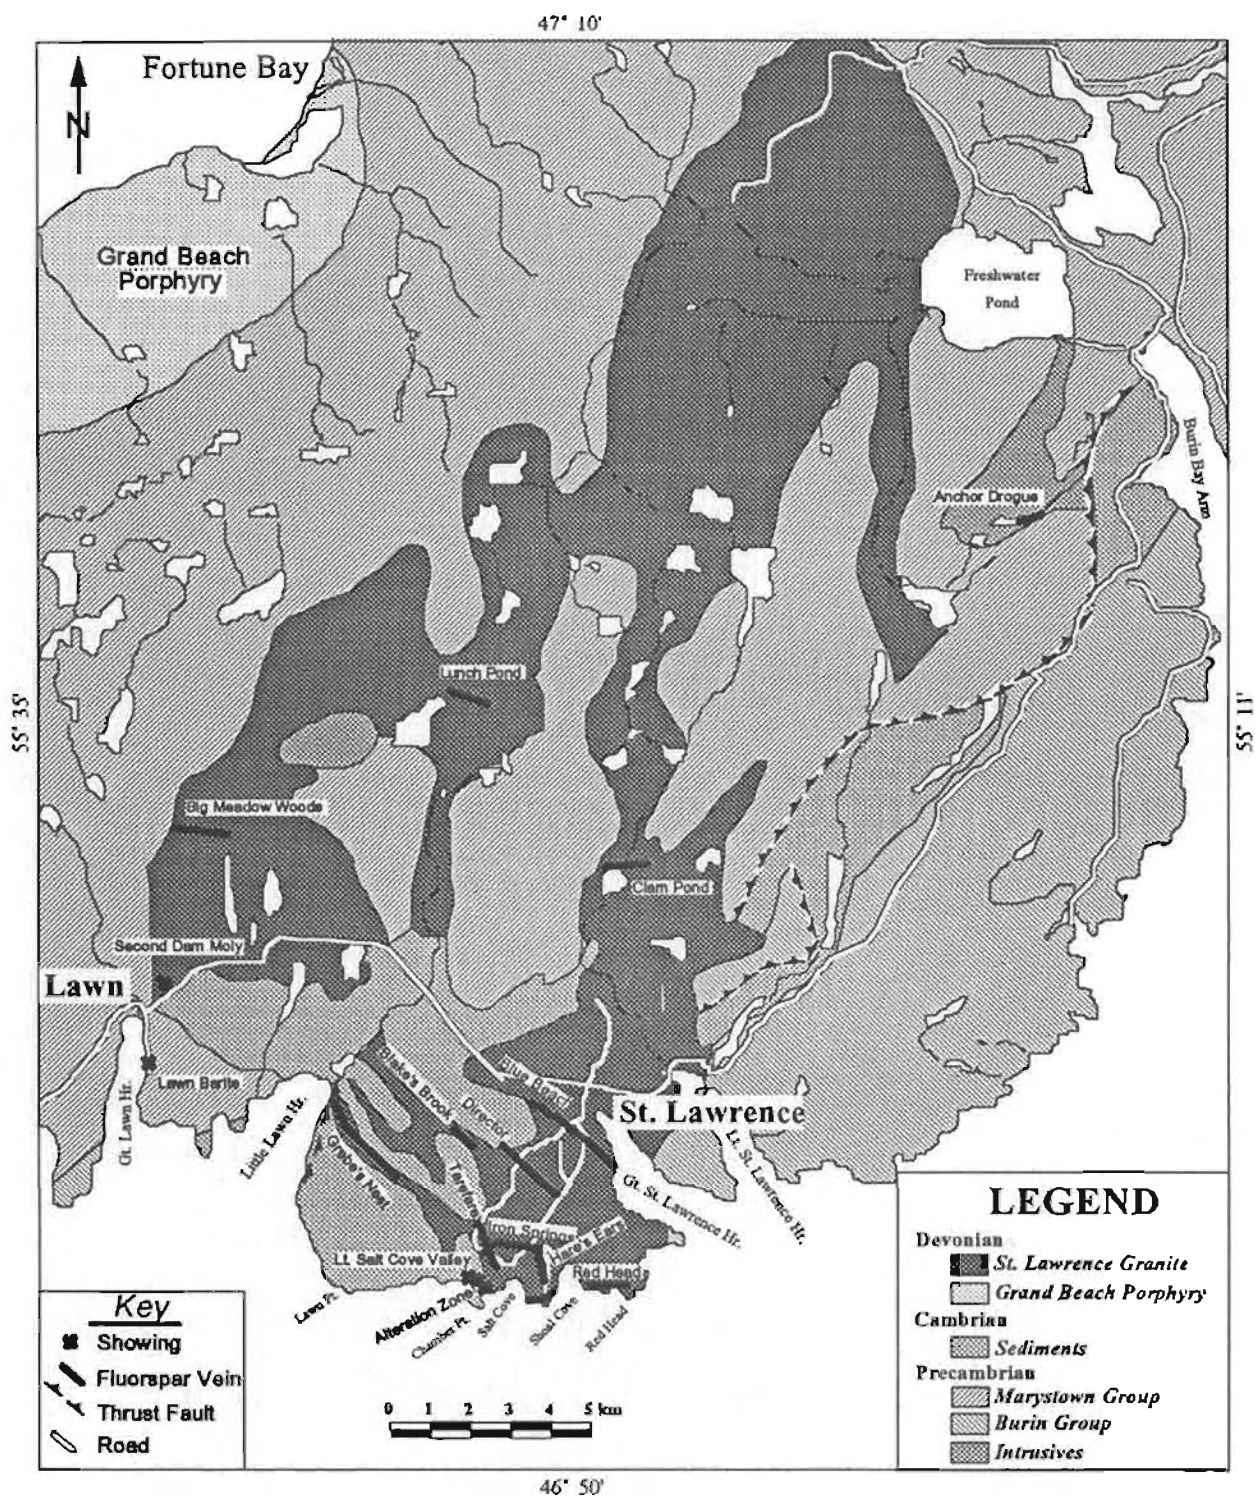 47° 10'
Fortune Bay
N
Grand Beach
Porphyry
Freshwater
Pond
Burin Bay Arm
Anchor Drogue
Lunch Pond
55° 35'
55° 11'
Big Meadow Woods
Clam Pond
Second Dam Moly
Lawn
Lawn Barite
Gt. Lawn Hr.
Little Lawn Hr.
Blake's Brook
Blue Beach
Director
St. Lawrence
Grebe's Nest
Tarefare
Iron Springs
Hare's Ears
Gt. St. Lawrence Hr.
Lt. St. Lawrence Hr.
Lt. Salt Cove Valley
Red Head
Lawn Pt.
Alteration Zone
Chamber Pt.
Salt Cove
Shoal Cove
Red Head
Key
Showing
Fluorspar Vein
Thrust Fault
Road
0 1 2 3 4 5 km
LEGEND
Devonian
St. Lawrence Granite
Grand Beach Porphyry
Cambrian
Sediments
Precambrian
Marystown Group
Burin Group
Intrusives
46° 50'